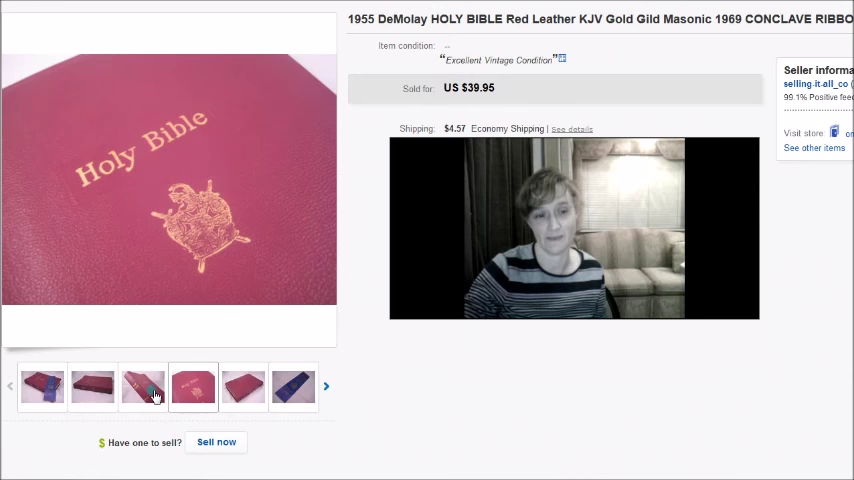 1955 DeMolay HOLY BIBLE Red Leather KJV Gold Gild Masonic 1969 CONCLAVE RIBBO
Item condition: --
“Excellent Vintage Condition”
Sold for: US $39.95
Shipping: $4.57 Economy Shipping | See details
Seller informa
selling-it-all_co (
99.1% Positive fee
Visit store: on
See other items
Holy Bible
$ Have one to sell? Sell now